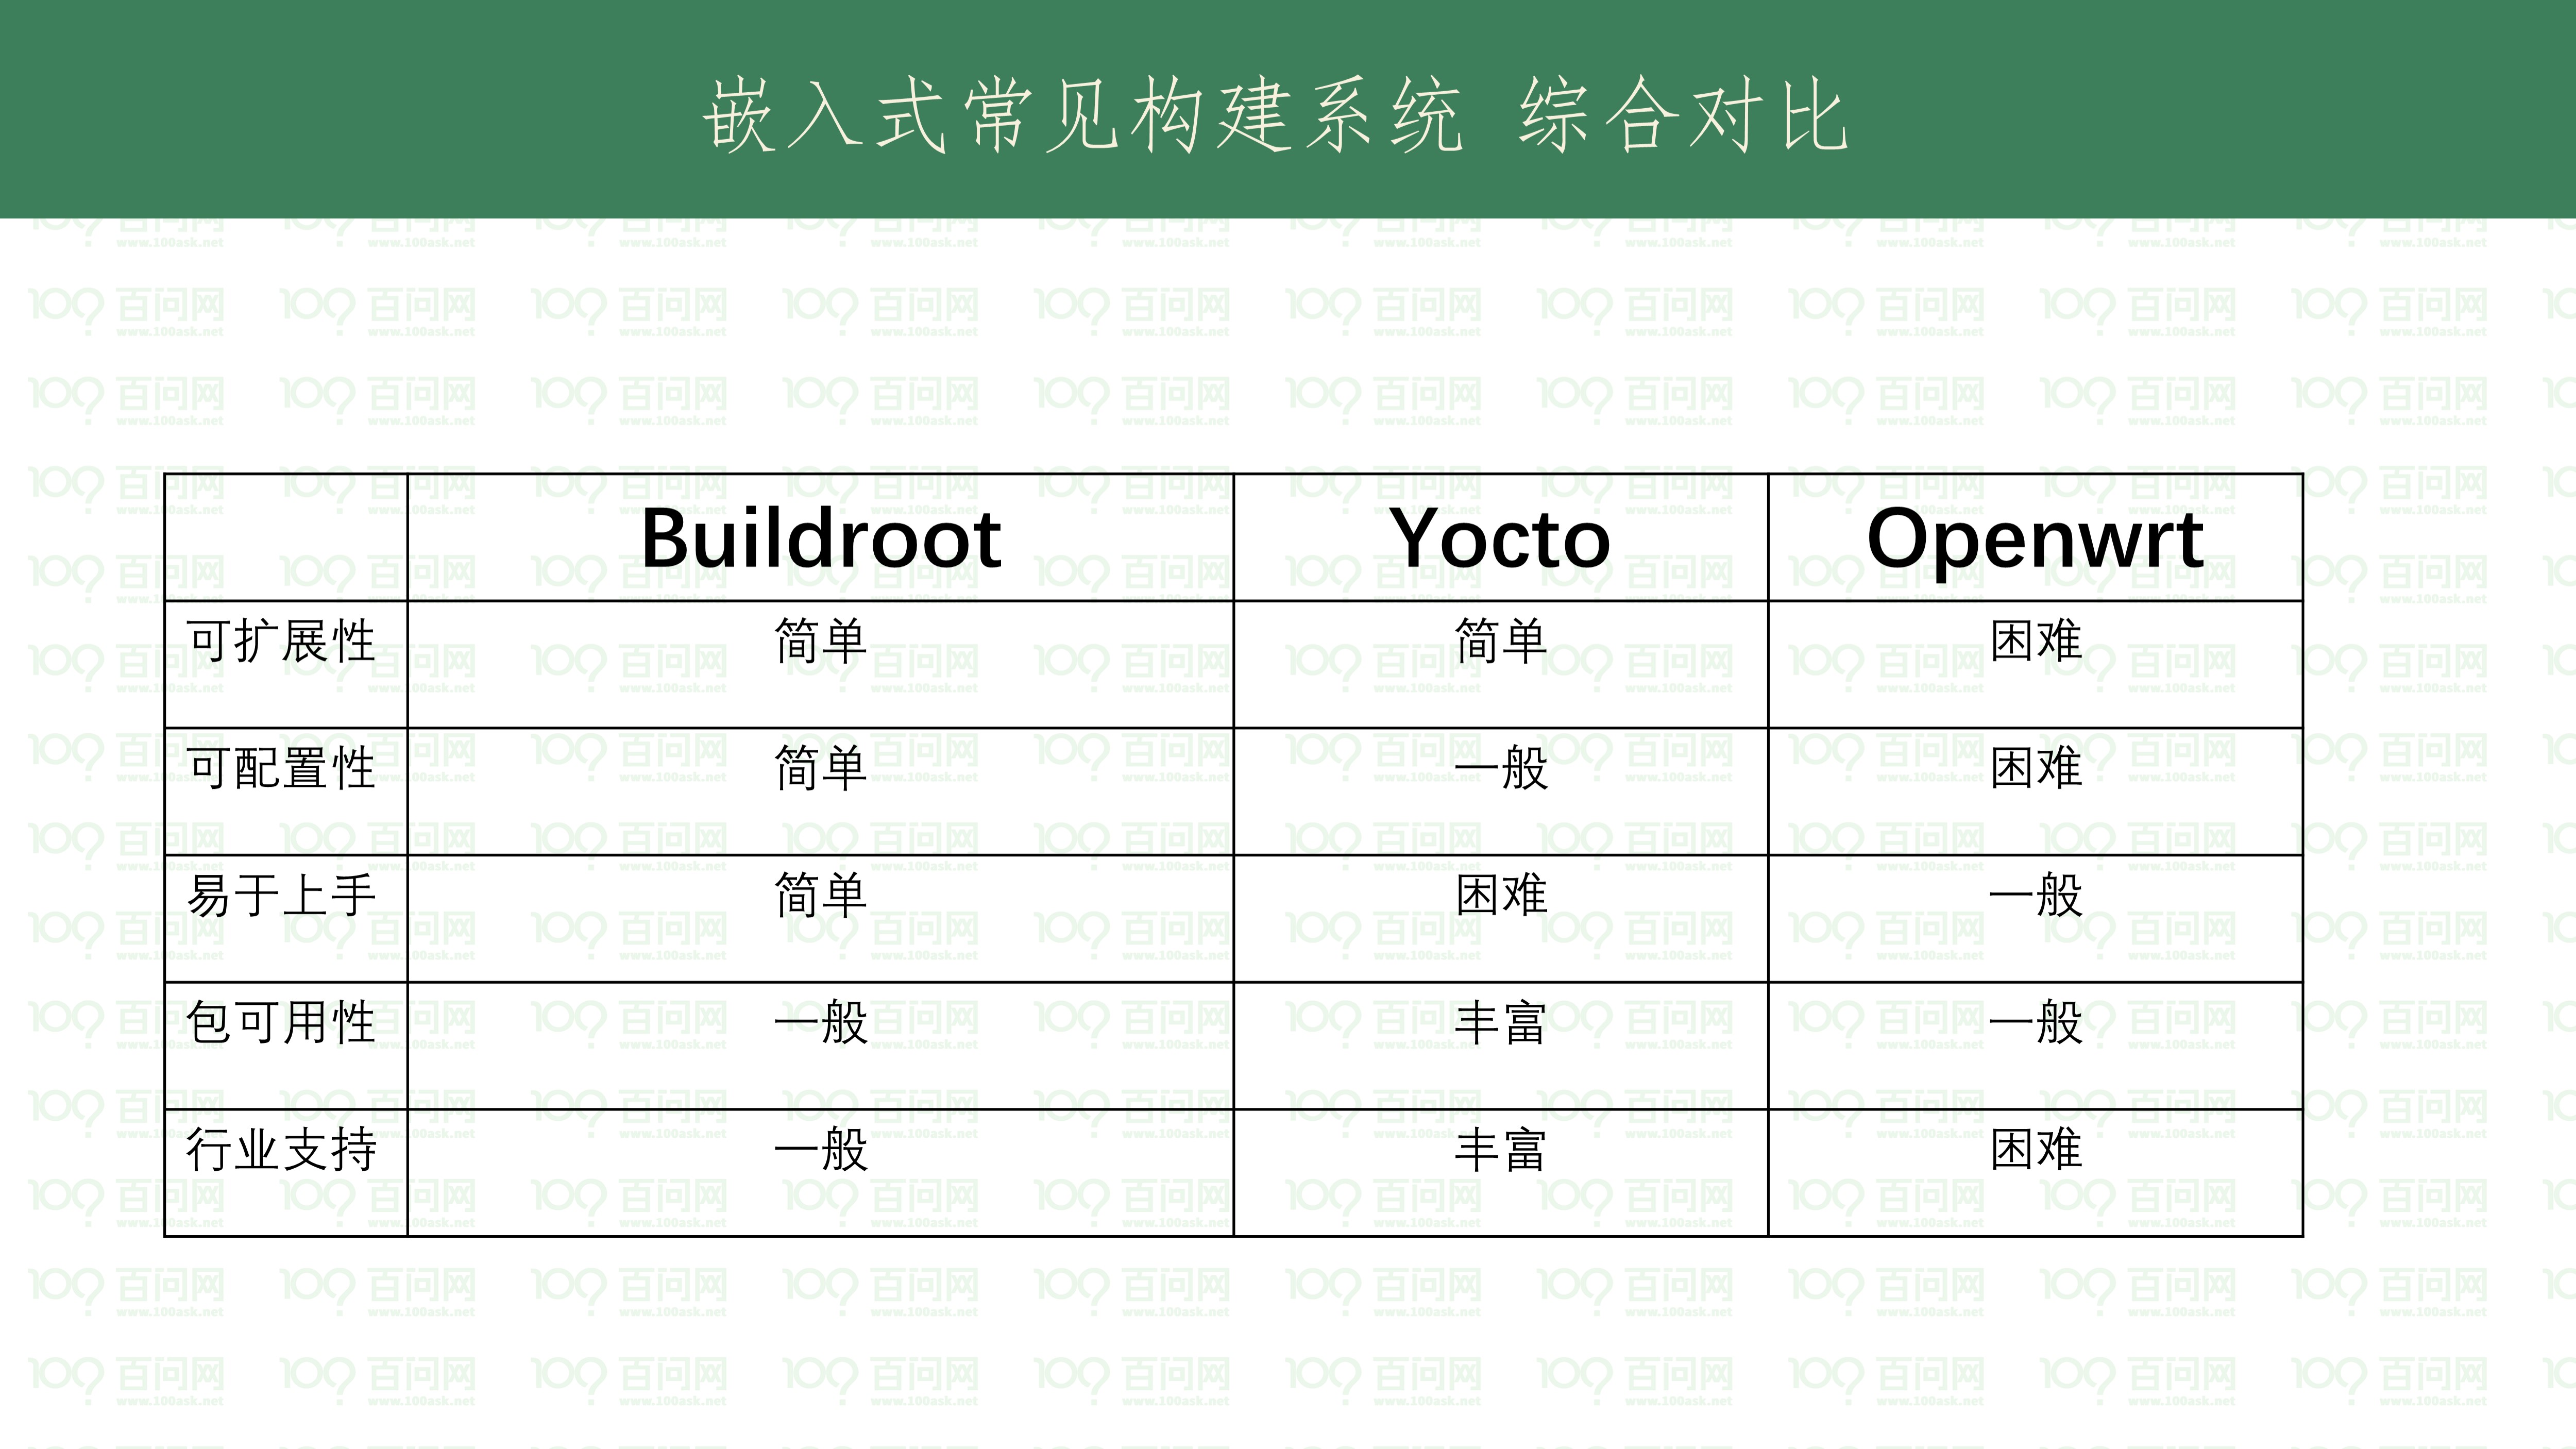 嵌入式常见构建系统 综合对比
Buildroot Yocto Openwrt
可扩展性 简单 简单 困难
可配置性 简单 一般 困难
易于上手 简单 困难 一般
包可用性 一般 丰富 一般
行业支持 一般 丰富 困难
百问网
www.100ask.net